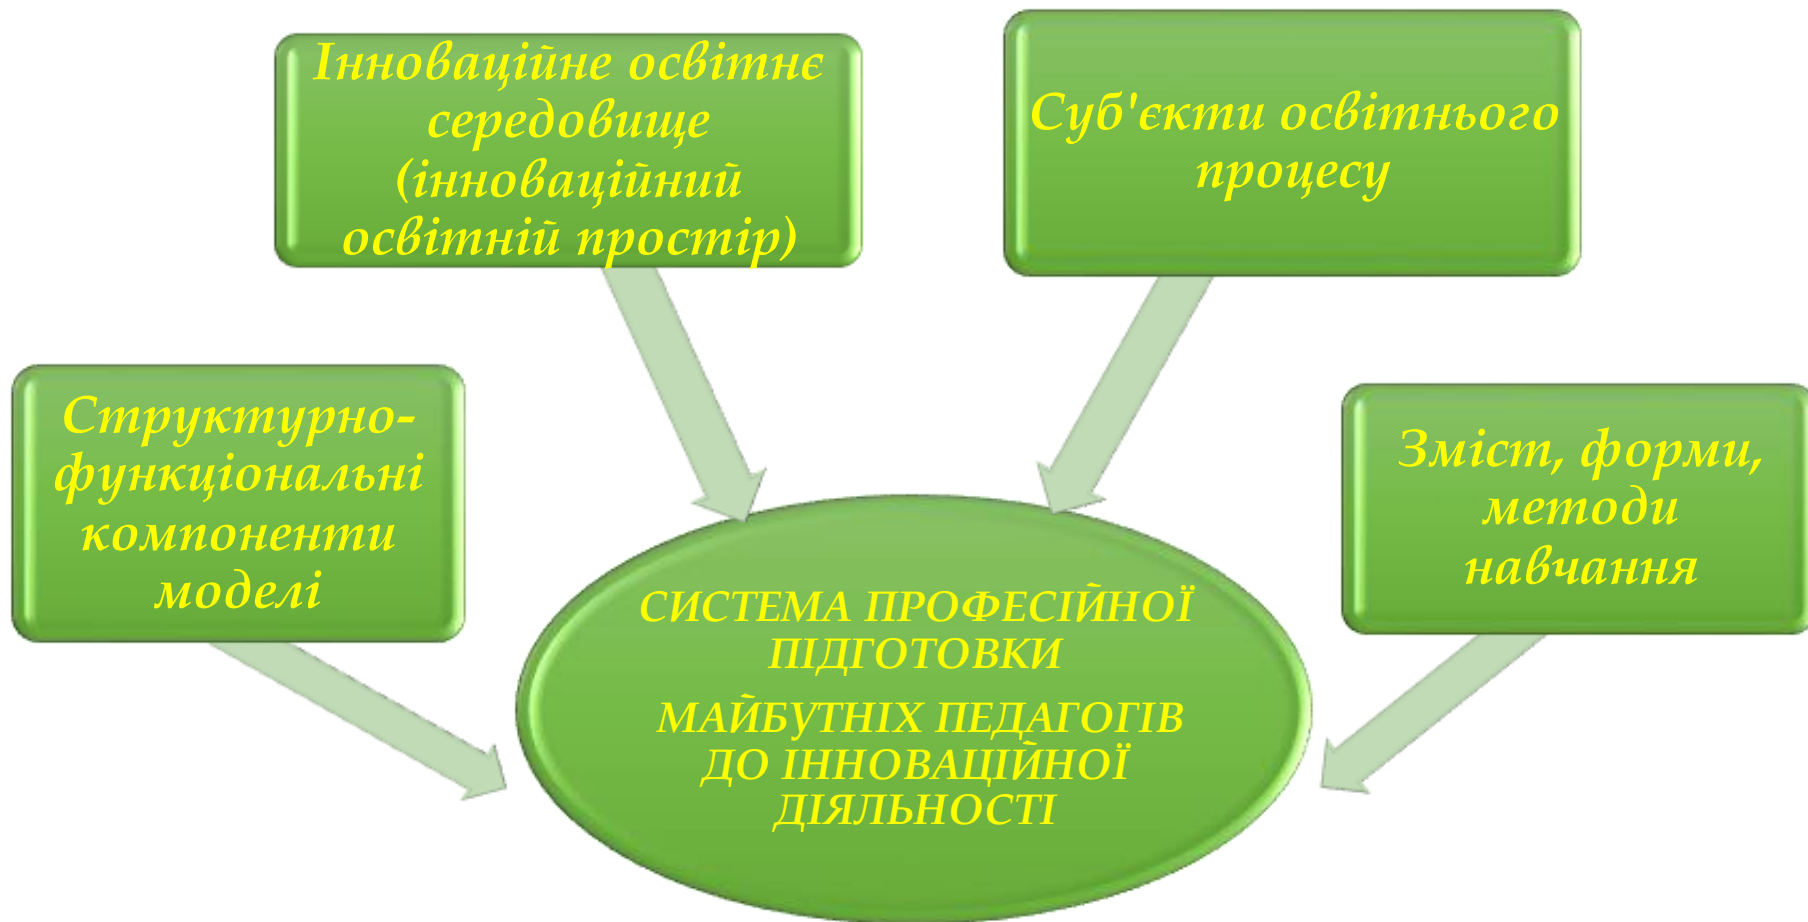 Інноваційне освітнє
середовище
(інноваційний
освітній простір)
Суб'єкти освітнього
процесу
Структурно-
функціональні
компоненти
моделі
Зміст, форми,
методи
навчання
СИСТЕМА ПРОФЕСІЙНОЇ
ПІДГОТОВКИ
МАЙБУТНІХ ПЕДАГОГІВ
ДО ІННОВАЦІЙНОЇ
ДІЯЛЬНОСТІ